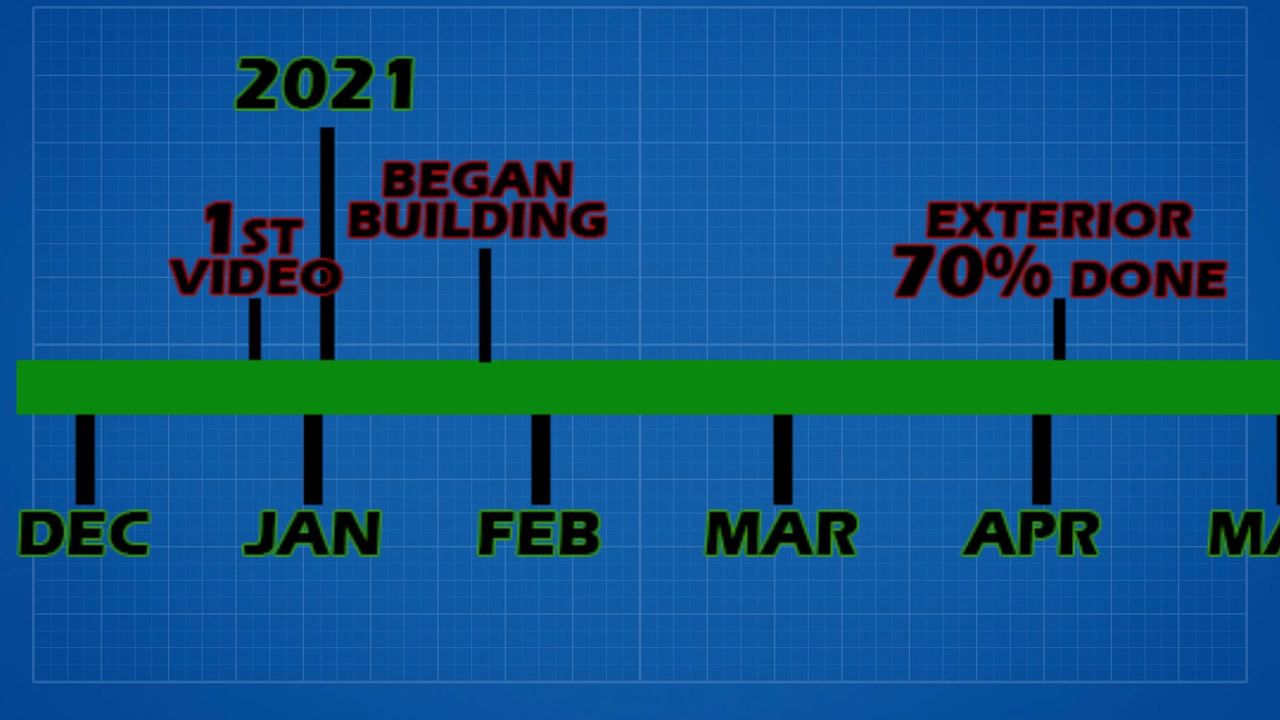 2021
BEGAN
BUILDING
1ST
VIDEO
EXTERIOR
70% DONE
DEC JAN FEB MAR APR